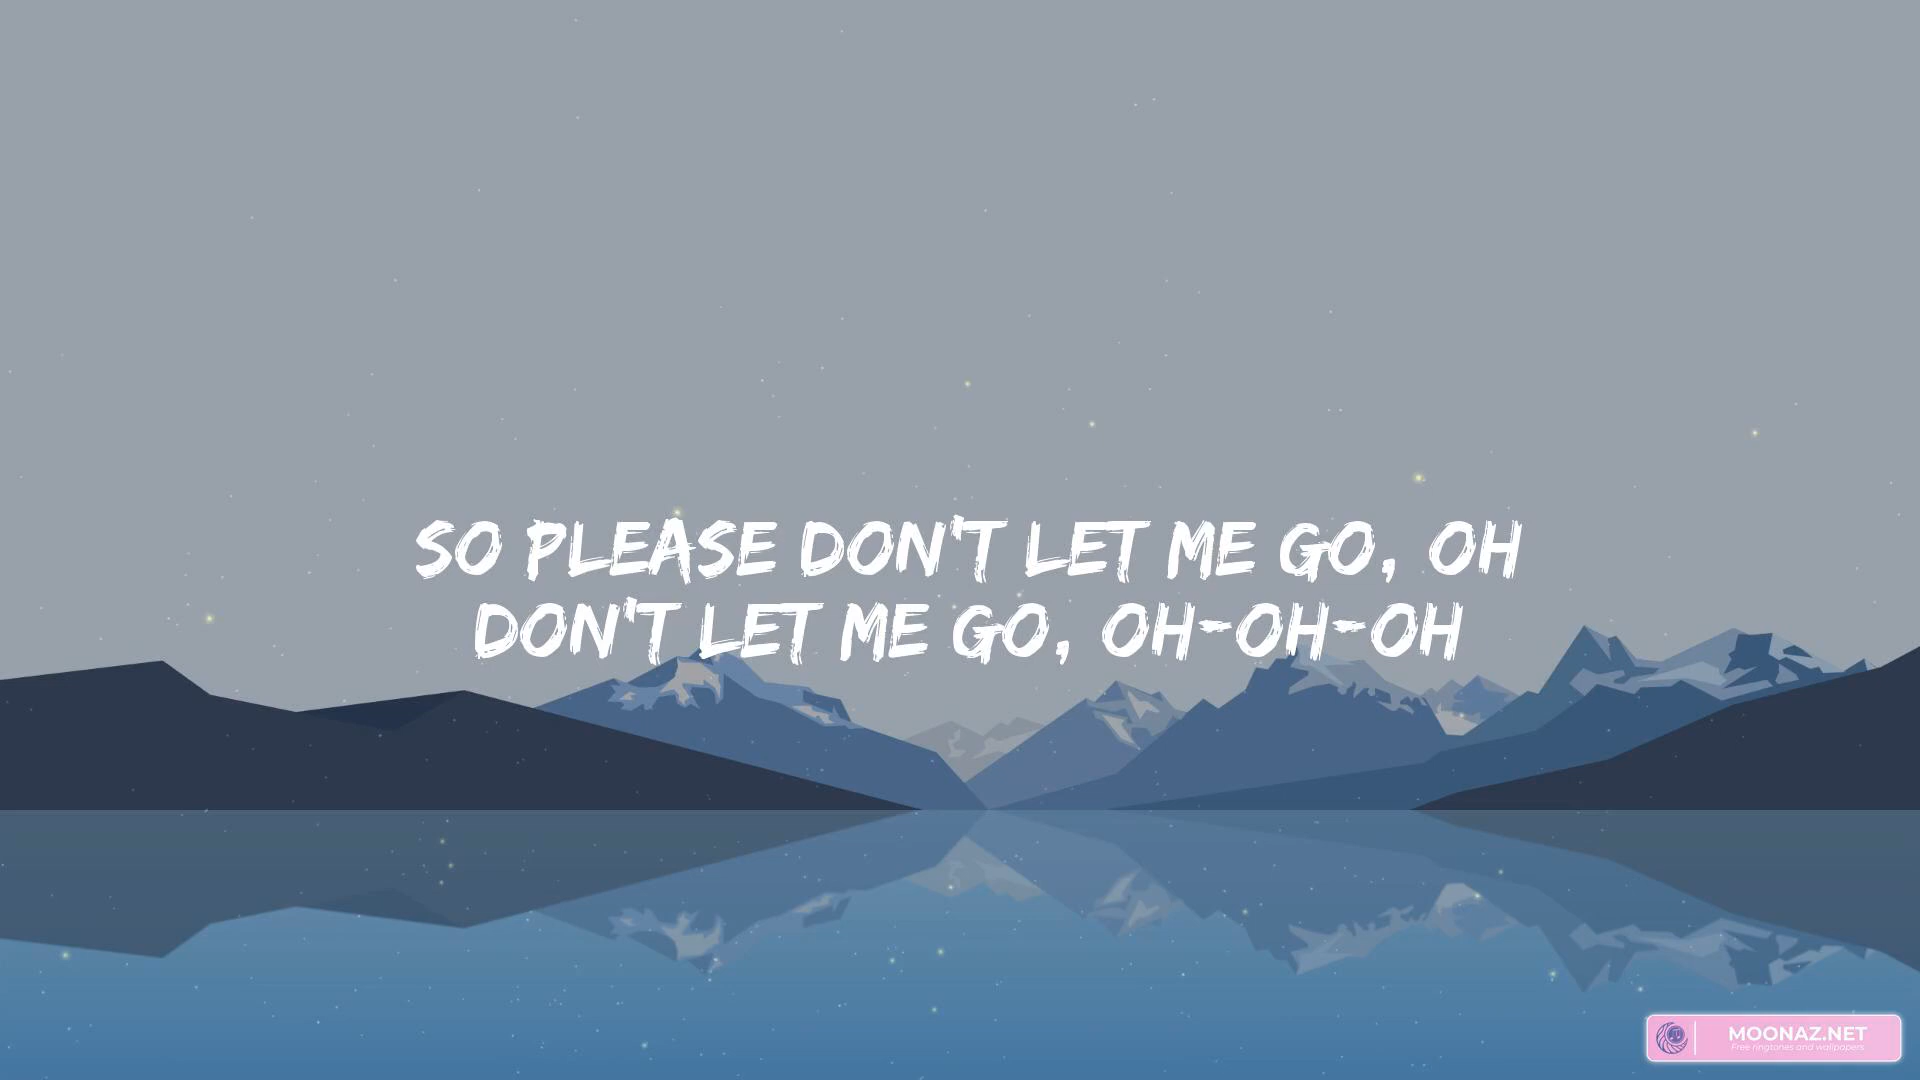 SO PLEASE DON'T LET ME GO, OH
DON'T LET ME GO, OH-OH-OH
MOONAZ.NET
Free ringtones and wallpapers